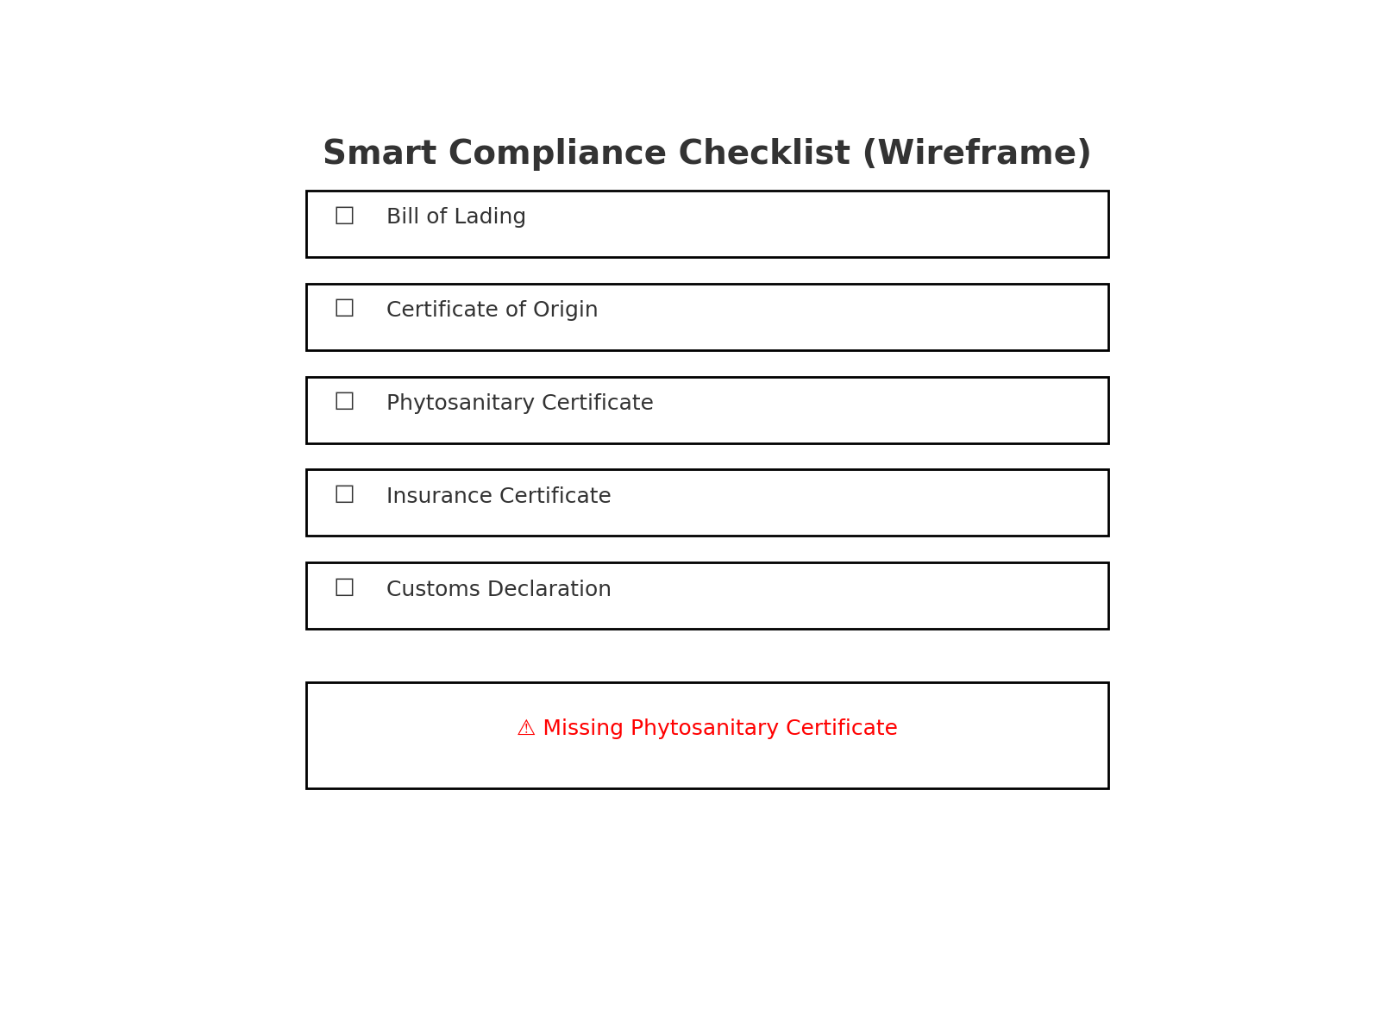 Smart Compliance Checklist (Wireframe)
☐ Bill of Lading
☐ Certificate of Origin
☐ Phytosanitary Certificate
☐ Insurance Certificate
☐ Customs Declaration
⚠ Missing Phytosanitary Certificate